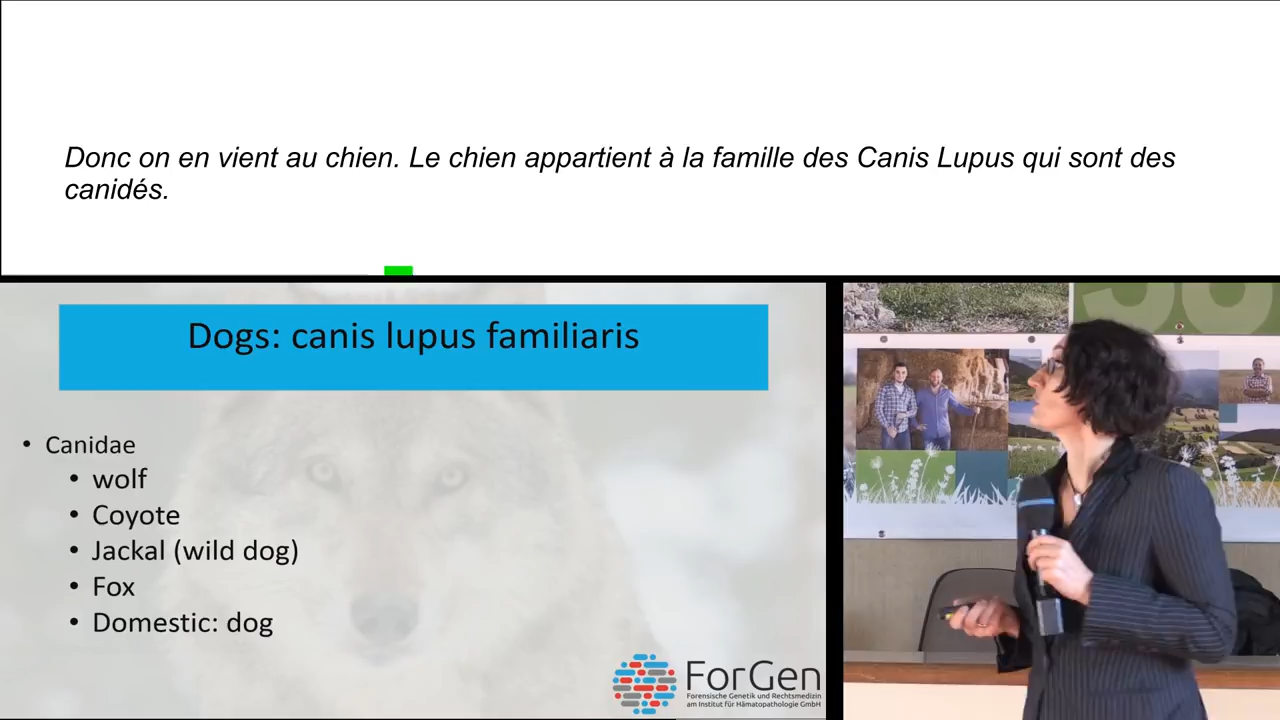 Donc on en vient au chien. Le chien appartient à la famille des Canis Lupus qui sont des
canidés.
Dogs: canis lupus familiaris
• Canidae
• wolf
• Coyote
• Jackal (wild dog)
• Fox
• Domestic: dog
ForGen
Forensische Genetik und Rechtsmedizin
am Institut für Hämatopathologie GmbH